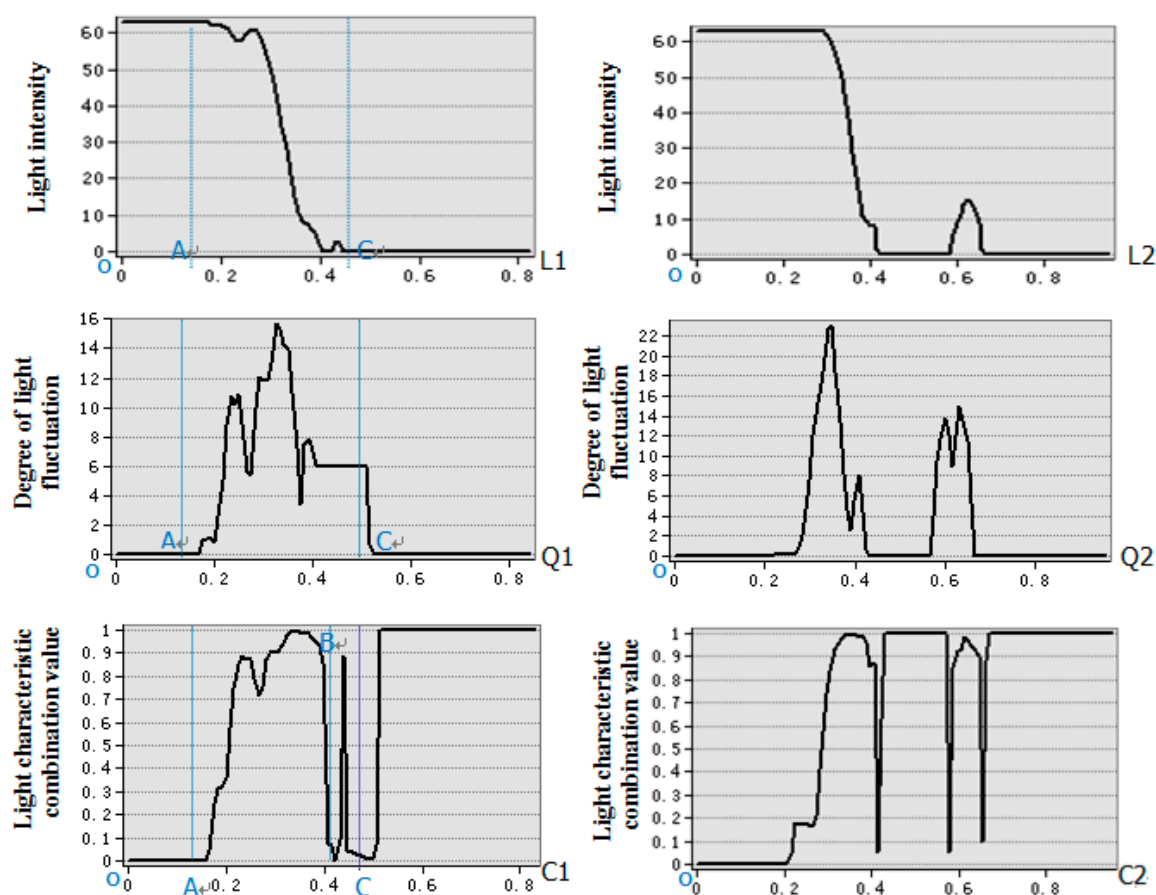 Light intensity
60
50
40
30
20
10
0
O
A
C
0 0.2 0.4 0.6 0.8
L1
Light intensity
60
50
40
30
20
10
0
O
0 0.2 0.4 0.6 0.8
L2
Degree of light
fluctuation
16
14
12
10
8
6
4
2
0
O
A
C
0 0.2 0.4 0.6 0.8
Q1
Degree of light
fluctuation
22
20
18
16
14
12
10
8
6
4
2
0
O
0 0.2 0.4 0.6 0.8
Q2
Light characteristic
combination value
1
0.9
0.8
0.7
0.6
0.5
0.4
0.3
0.2
0.1
0
B
O
0 A 0.2 0.4 C 0.6 0.8
C1
Light characteristic
combination value
1
0.9
0.8
0.7
0.6
0.5
0.4
0.3
0.2
0.1
0
O
0 0.2 0.4 0.6 0.8
C2